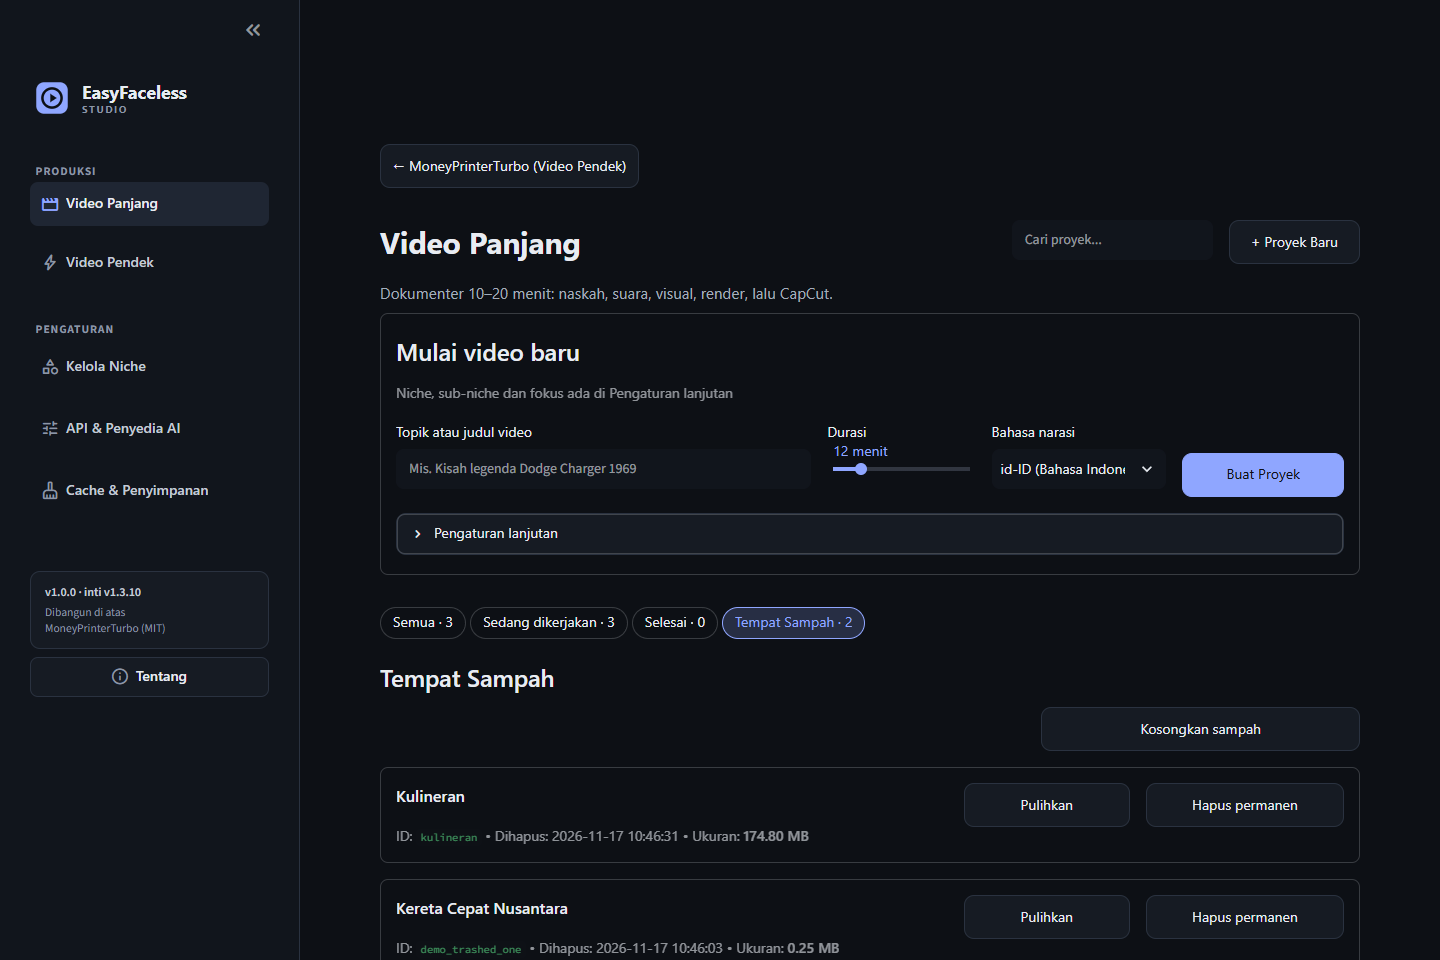 EasyFaceless
STUDIO
PRODUKSI
Video Panjang
Video Pendek
PENGATURAN
Kelola Niche
API & Penyedia AI
Cache & Penyimpanan
v1.0.0 · inti v1.3.10
Dibangun di atas
MoneyPrinterTurbo (MIT)
Tentang
← MoneyPrinterTurbo (Video Pendek)
Video Panjang
Cari proyek...
+ Proyek Baru
Dokumenter 10–20 menit: naskah, suara, visual, render, lalu CapCut.
Mulai video baru
Niche, sub-niche dan fokus ada di Pengaturan lanjutan
Topik atau judul video
Durasi
Bahasa narasi
12 menit
Mis. Kisah legenda Dodge Charger 1969
id-ID (Bahasa Indone
Buat Proyek
Pengaturan lanjutan
Semua · 3
Sedang dikerjakan · 3
Selesai · 0
Tempat Sampah · 2
Tempat Sampah
Kosongkan sampah
Kulineran
Pulihkan
Hapus permanen
ID: kulineran • Dihapus: 2026-11-17 10:46:31 • Ukuran: 174.80 MB
Kereta Cepat Nusantara
Pulihkan
Hapus permanen
ID: demo_trashed_one • Dihapus: 2026-11-17 10:46:03 • Ukuran: 0.25 MB